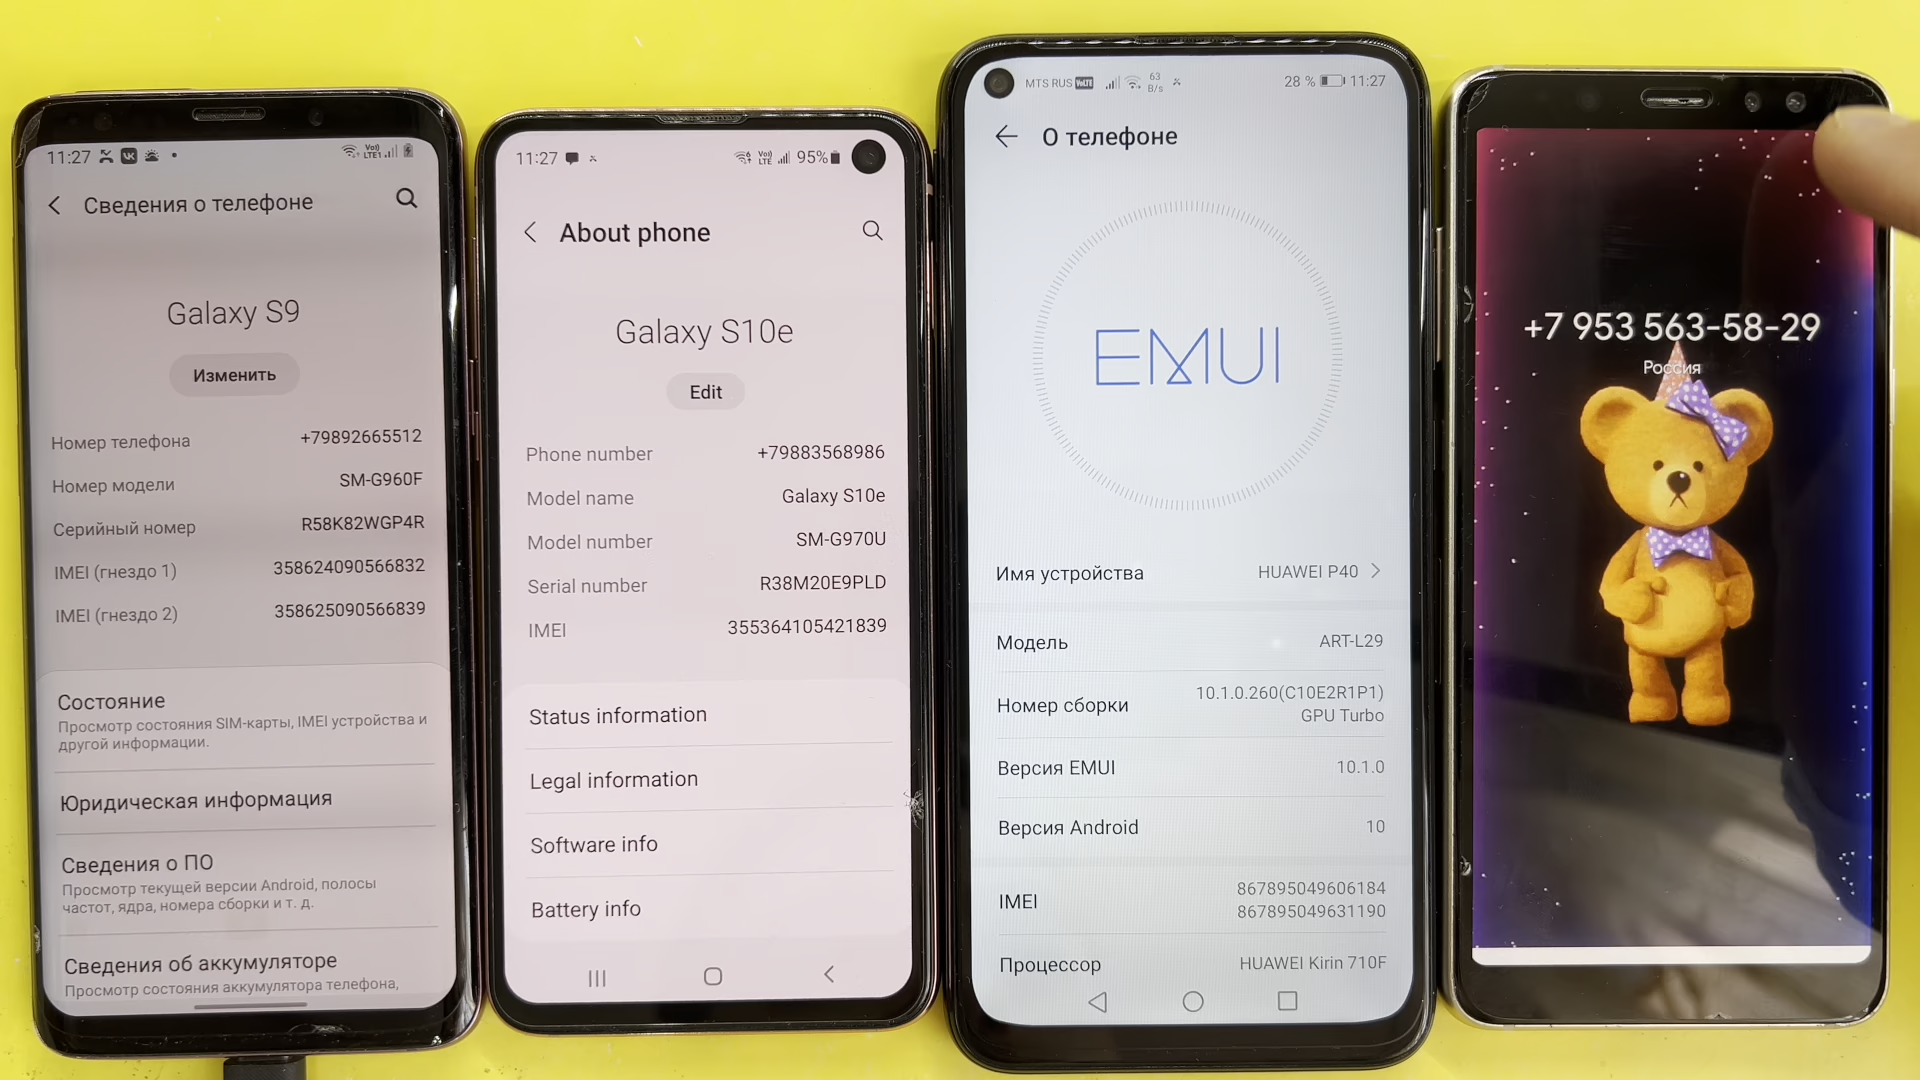 11:27
LTE1
Сведения о телефоне
Galaxy S9
Изменить
Номер телефона +79892665512
Номер модели SM-G960F
Серийный номер R58K82WGP4R
IMEI (гнездо 1) 358624090566832
IMEI (гнездо 2) 358625090566839
Состояние
Просмотр состояния SIM-карты, IMEI устройства и
другой информации.
Юридическая информация
Сведения о ПО
Просмотр текущей версии Android, полосы
частот, ядра, номера сборки и т. д.
Сведения об аккумуляторе
Просмотр состояния аккумулятора телефона,
11:27 95%
About phone
Galaxy S10e
Edit
Phone number +79883568986
Model name Galaxy S10e
Model number SM-G970U
Serial number R38M20E9PLD
IMEI 355364105421839
Status information
Legal information
Software info
Battery info
MTS RUS VoLTE 63 B/s 28 % 11:27
О телефоне
EMUI
Имя устройства HUAWEI P40
Модель ART-L29
Номер сборки 10.1.0.260(C10E2R1P1)
GPU Turbo
Версия EMUI 10.1.0
Версия Android 10
IMEI 867895049606184
867895049631190
Процессор HUAWEI Kirin 710F
+7 953 563-58-29
Россия